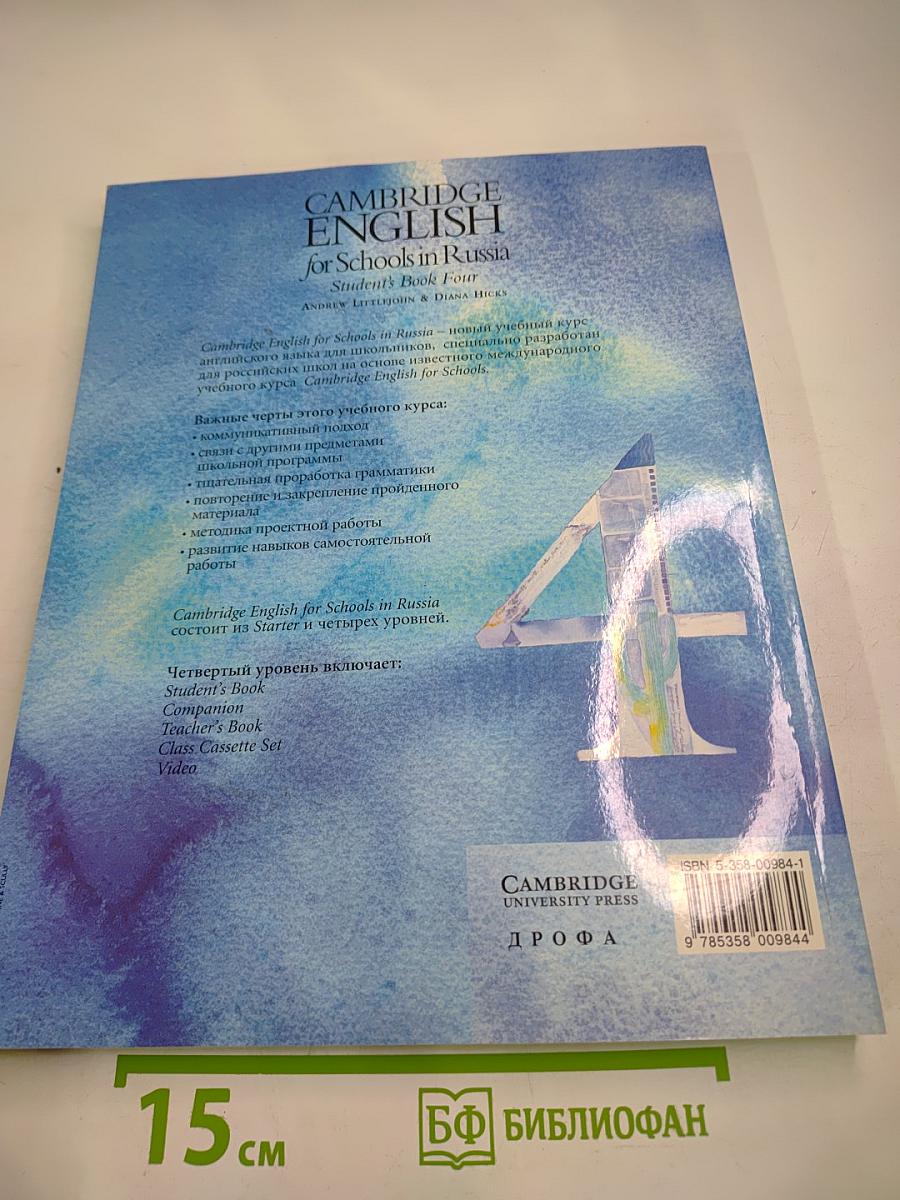 CAMBRIDGE
ENGLISH
for Schools in Russia
Student's Book Four
ANDREW LITTLEJOHN & DIANA HICKS
Cambridge English for Schools in Russia – новый учебный курс
английского языка для школьников, специально разработан
для российских школ на основе известного международного
учебного курса Cambridge English for Schools.
Важные черты этого учебного курса:
• коммуникативный подход
• связи с другими предметами
школьной программы
• тщательная проработка грамматики
• повторение и закрепление пройденного
материала
• методика проектной работы
• развитие навыков самостоятельной
работы
Cambridge English for Schools in Russia
состоит из Starter и четырех уровней.
Четвертый уровень включает:
Student's Book
Companion
Teacher's Book
Class Cassette Set
Video
4
CAMBRIDGE
UNIVERSITY PRESS
ДРОФА
ISBN 5-358-00984-1
9 785358 009844
15 см
БФ БИБЛИОФАН